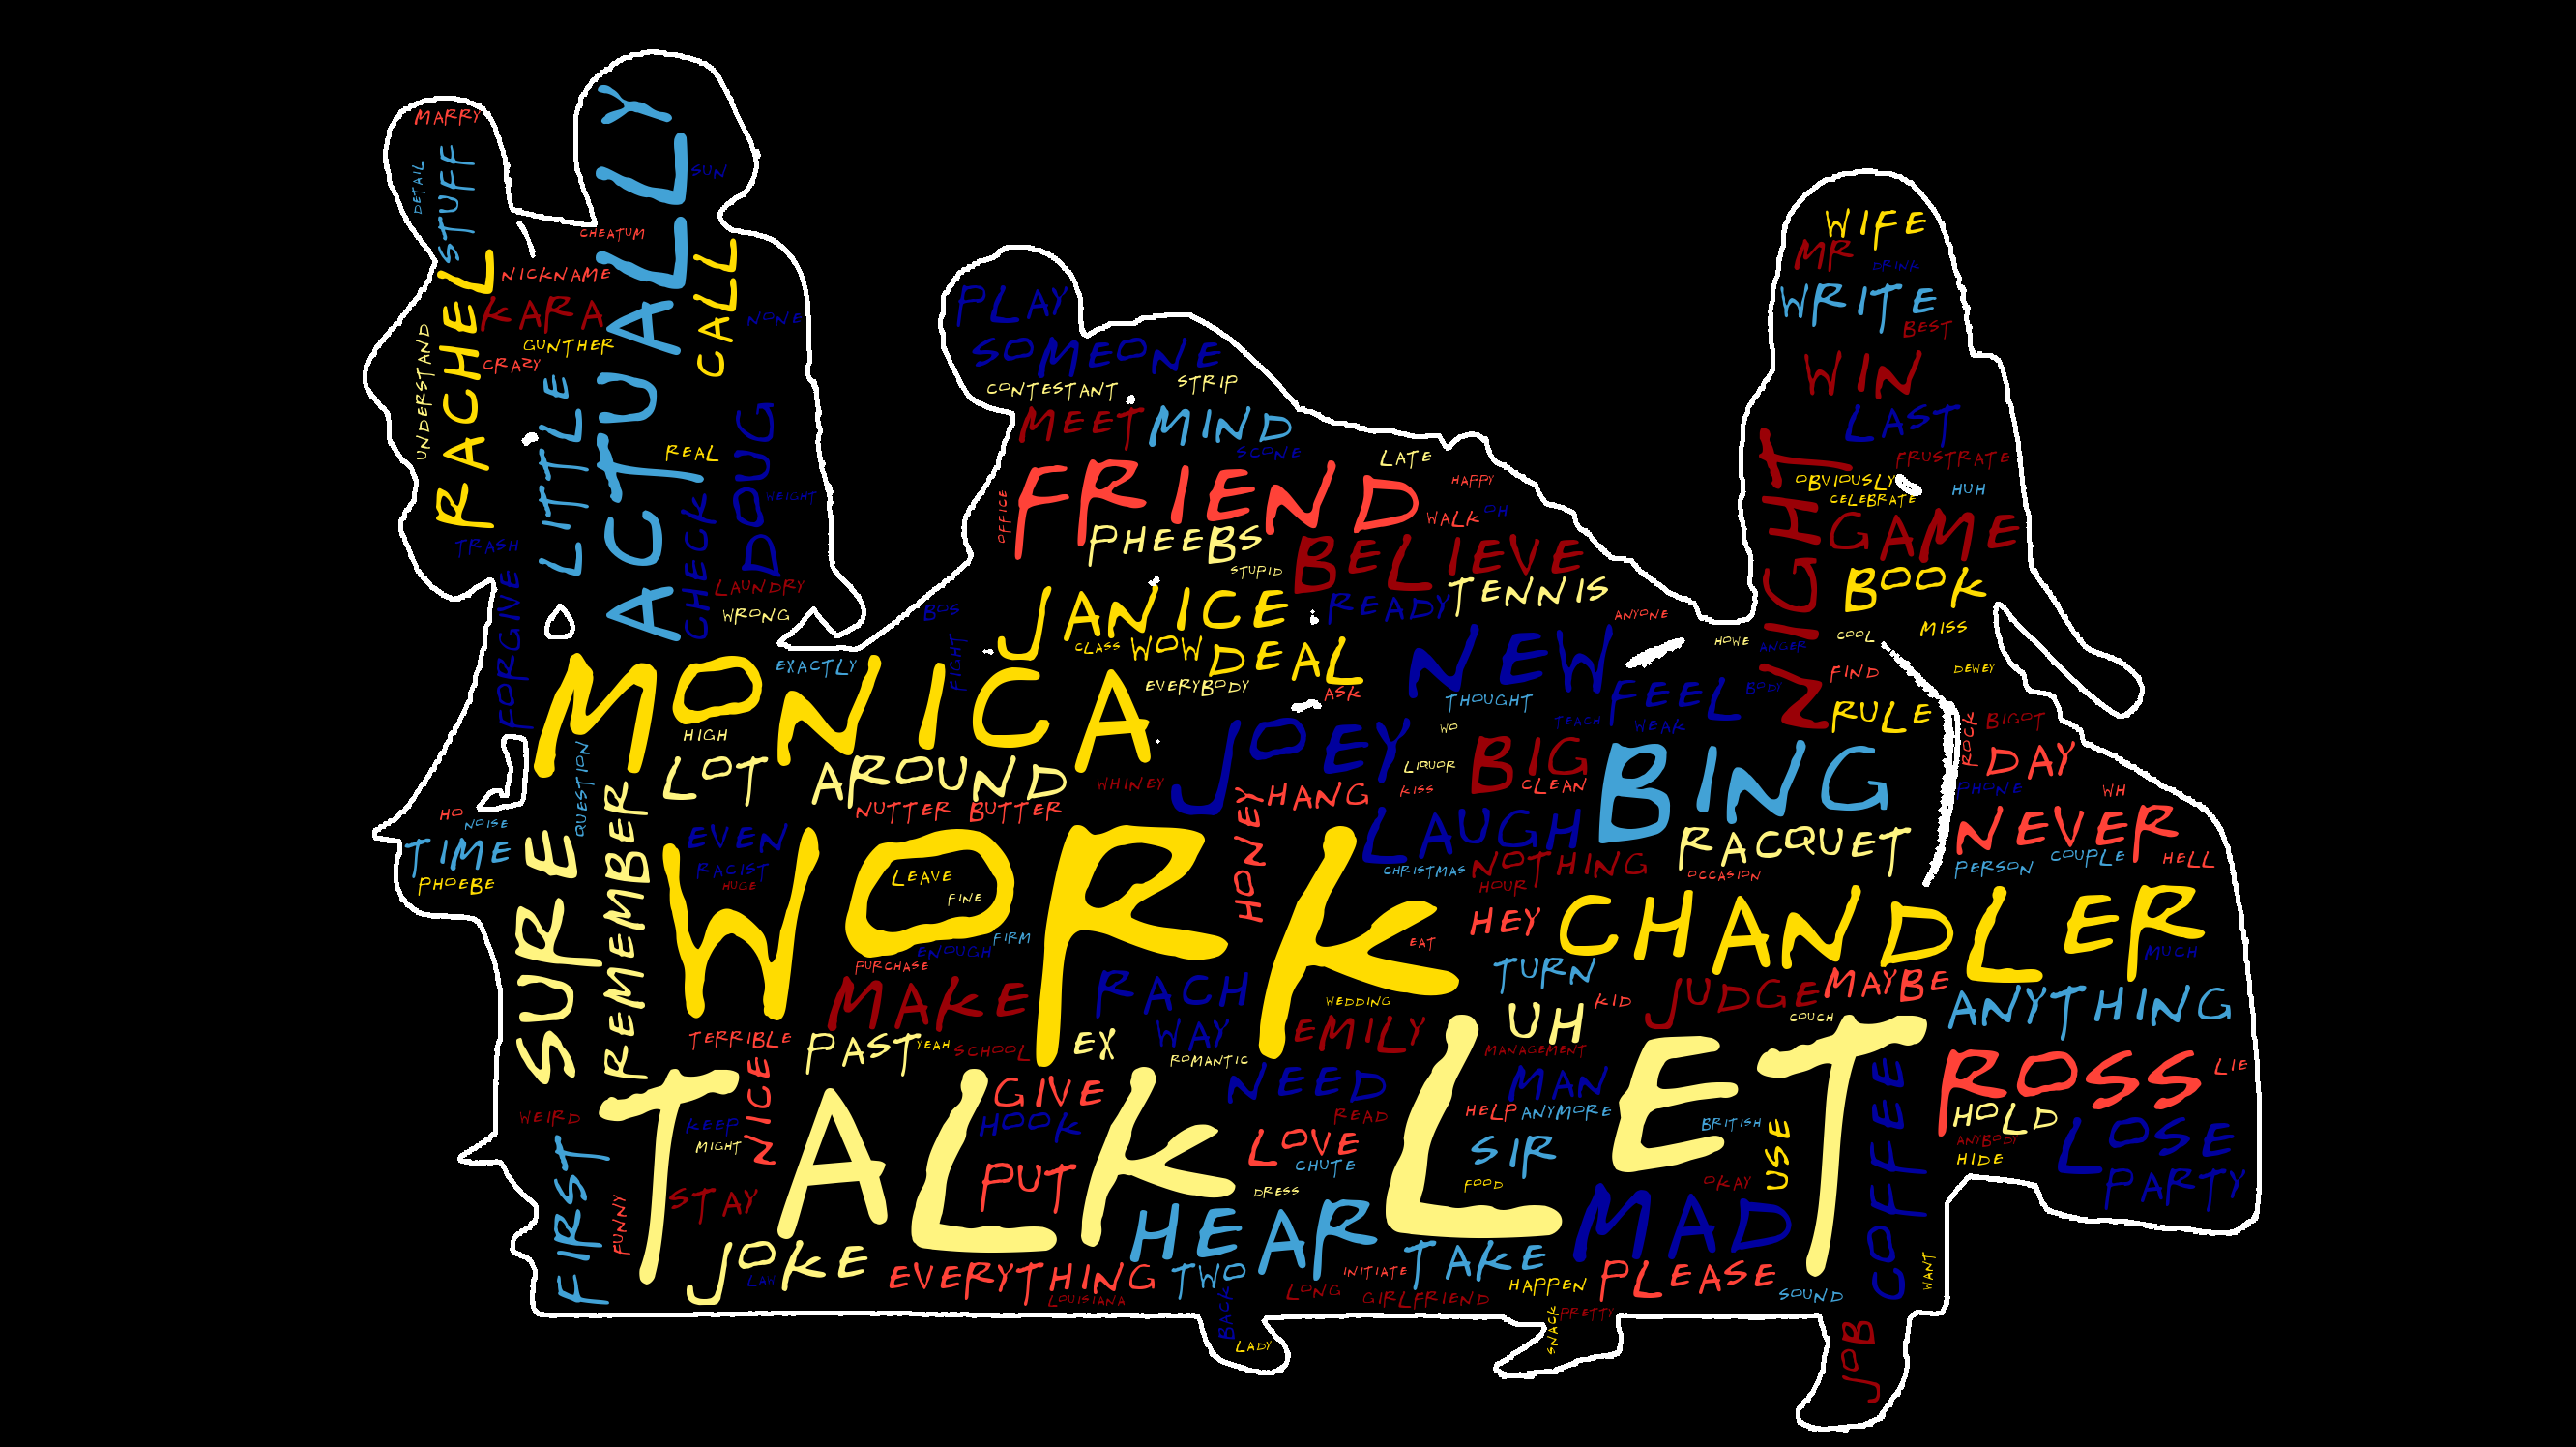 MARRY
STUFF
DETAIL
RACHEL
UNDERSTAND
ACTUALLY
SUN
CHEATUM
NICKNAME
KARA
GUNTHER
CRAZY
CALL
NONE
LITTLE
REAL
DOUG
WEIGHT
CHECK
TRASH
LAUNDRY
WRONG
FORGIVE
PLAY
SOMEONE
CONTESTANT
STRIP
MEET
MIND
SCONE
LATE
FRIEND
OFFICE
HAPPY
WALK
OH
PHEEBS
STUPID
BELIEVE
TENNIS
READY
ANYONE
BOS
FIGHT
JANICE
CLASS
WOW
DEAL
EVERYBODY
ASK
NEW
THOUGHT
FEEL
BODY
TEACH
WEAK
WIFE
MR
DRINK
WRITE
BEST
WIN
LAST
FRUSTRATE
OBVIOUSLY
CELEBRATE
HUH
NIGHT
GAME
BOOK
MISS
COOL
HOWE
ANGER
FIND
DEWEY
RULE
ROCK
BIGOT
DAY
PHONE
WH
NEVER
PERSON
COUPLE
HELL
MONICA
EXACTLY
HIGH
QUESTION
LOT
AROUND
WHINEY
NUTTER BUTTER
JOEY
WO
LIQUOR
KISS
BIG
CLEAN
HANG
HONEY
BING
LAUGH
RACQUET
CHRISTMAS
NOTHING
HOUR
OCCASION
HO
NOISE
TIME
PHOEBE
SURE
REMEMBER
EVEN
RACIST
HUGE
WORK
LEAVE
FINE
ENOUGH
FIRM
PURCHASE
EAT
HEY
CHANDLER
MUCH
MAKE
RACH
WAY
WEDDING
EMILY
TURN
UH
KID
JUDGE
MAYBE
COUCH
ANYTHING
MANAGEMENT
TERRIBLE
PAST
YEAH
SCHOOL
EX
ROMANTIC
NICE
TALK
LET
GIVE
HOOK
PUT
NEED
READ
LOVE
CHUTE
DRESS
MAN
HELP
ANYMORE
SIR
FOOD
BRITISH
USE
OKAY
COFFEE
ROSS
LIE
HOLD
ANYBODY
HIDE
LOSE
PARTY
WEIRD
KEEP
MIGHT
FIRST
FUNNY
STAY
JOKE
LAW
EVERYTHING
LOUISIANA
HEAR
TWO
BACK
LADY
INITIATE
LONG
GIRLFRIEND
TAKE
HAPPEN
MAD
PLEASE
SNACK
PRETTY
SOUND
WANT
JOB